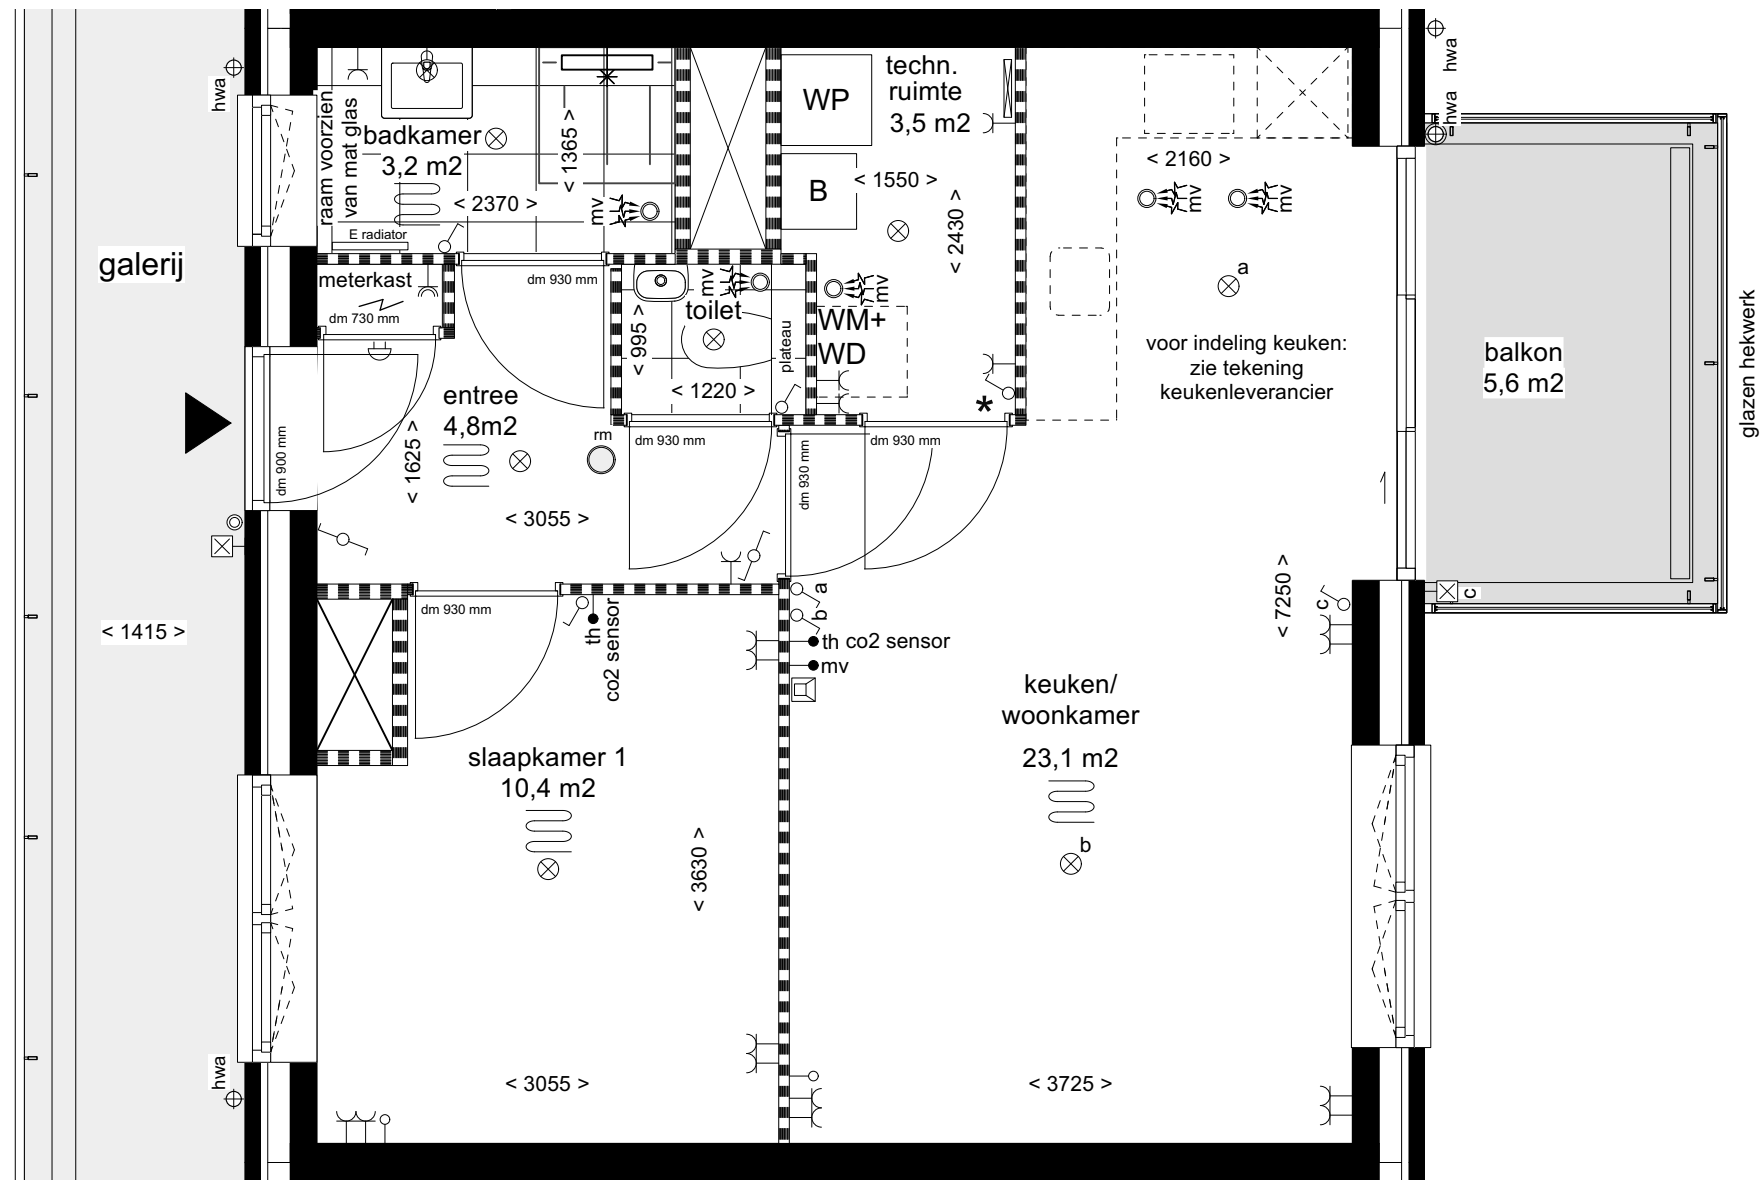 hwa
raam voorzien
van mat glas
badkamer
3,2 m2
< 1365 >
< 2370 >
mv
E radiator
WP
B
techn.
ruimte
3,5 m2
< 1550 >
< 2430 >
< 2160 >
mv
mv
hwa
hwa
galerij
meterkast
dm 730 mm
dm 930 mm
mv
toilet
< 995 >
< 1220 >
plateau
mv
WM+
WD
*
a
voor indeling keuken:
zie tekening
keukenleverancier
balkon
5,6 m2
glazen hekwerk
entree
4,8m2
< 1625 >
dm 900 mm
rm
dm 930 mm
dm 930 mm
dm 930 mm
< 3055 >
< 1415 >
dm 930 mm
th
co2 sensor
a
b
th co2 sensor
mv
< 7250 >
c
c
slaapkamer 1
10,4 m2
< 3630 >
keuken/
woonkamer
23,1 m2
b
hwa
< 3055 >
< 3725 >